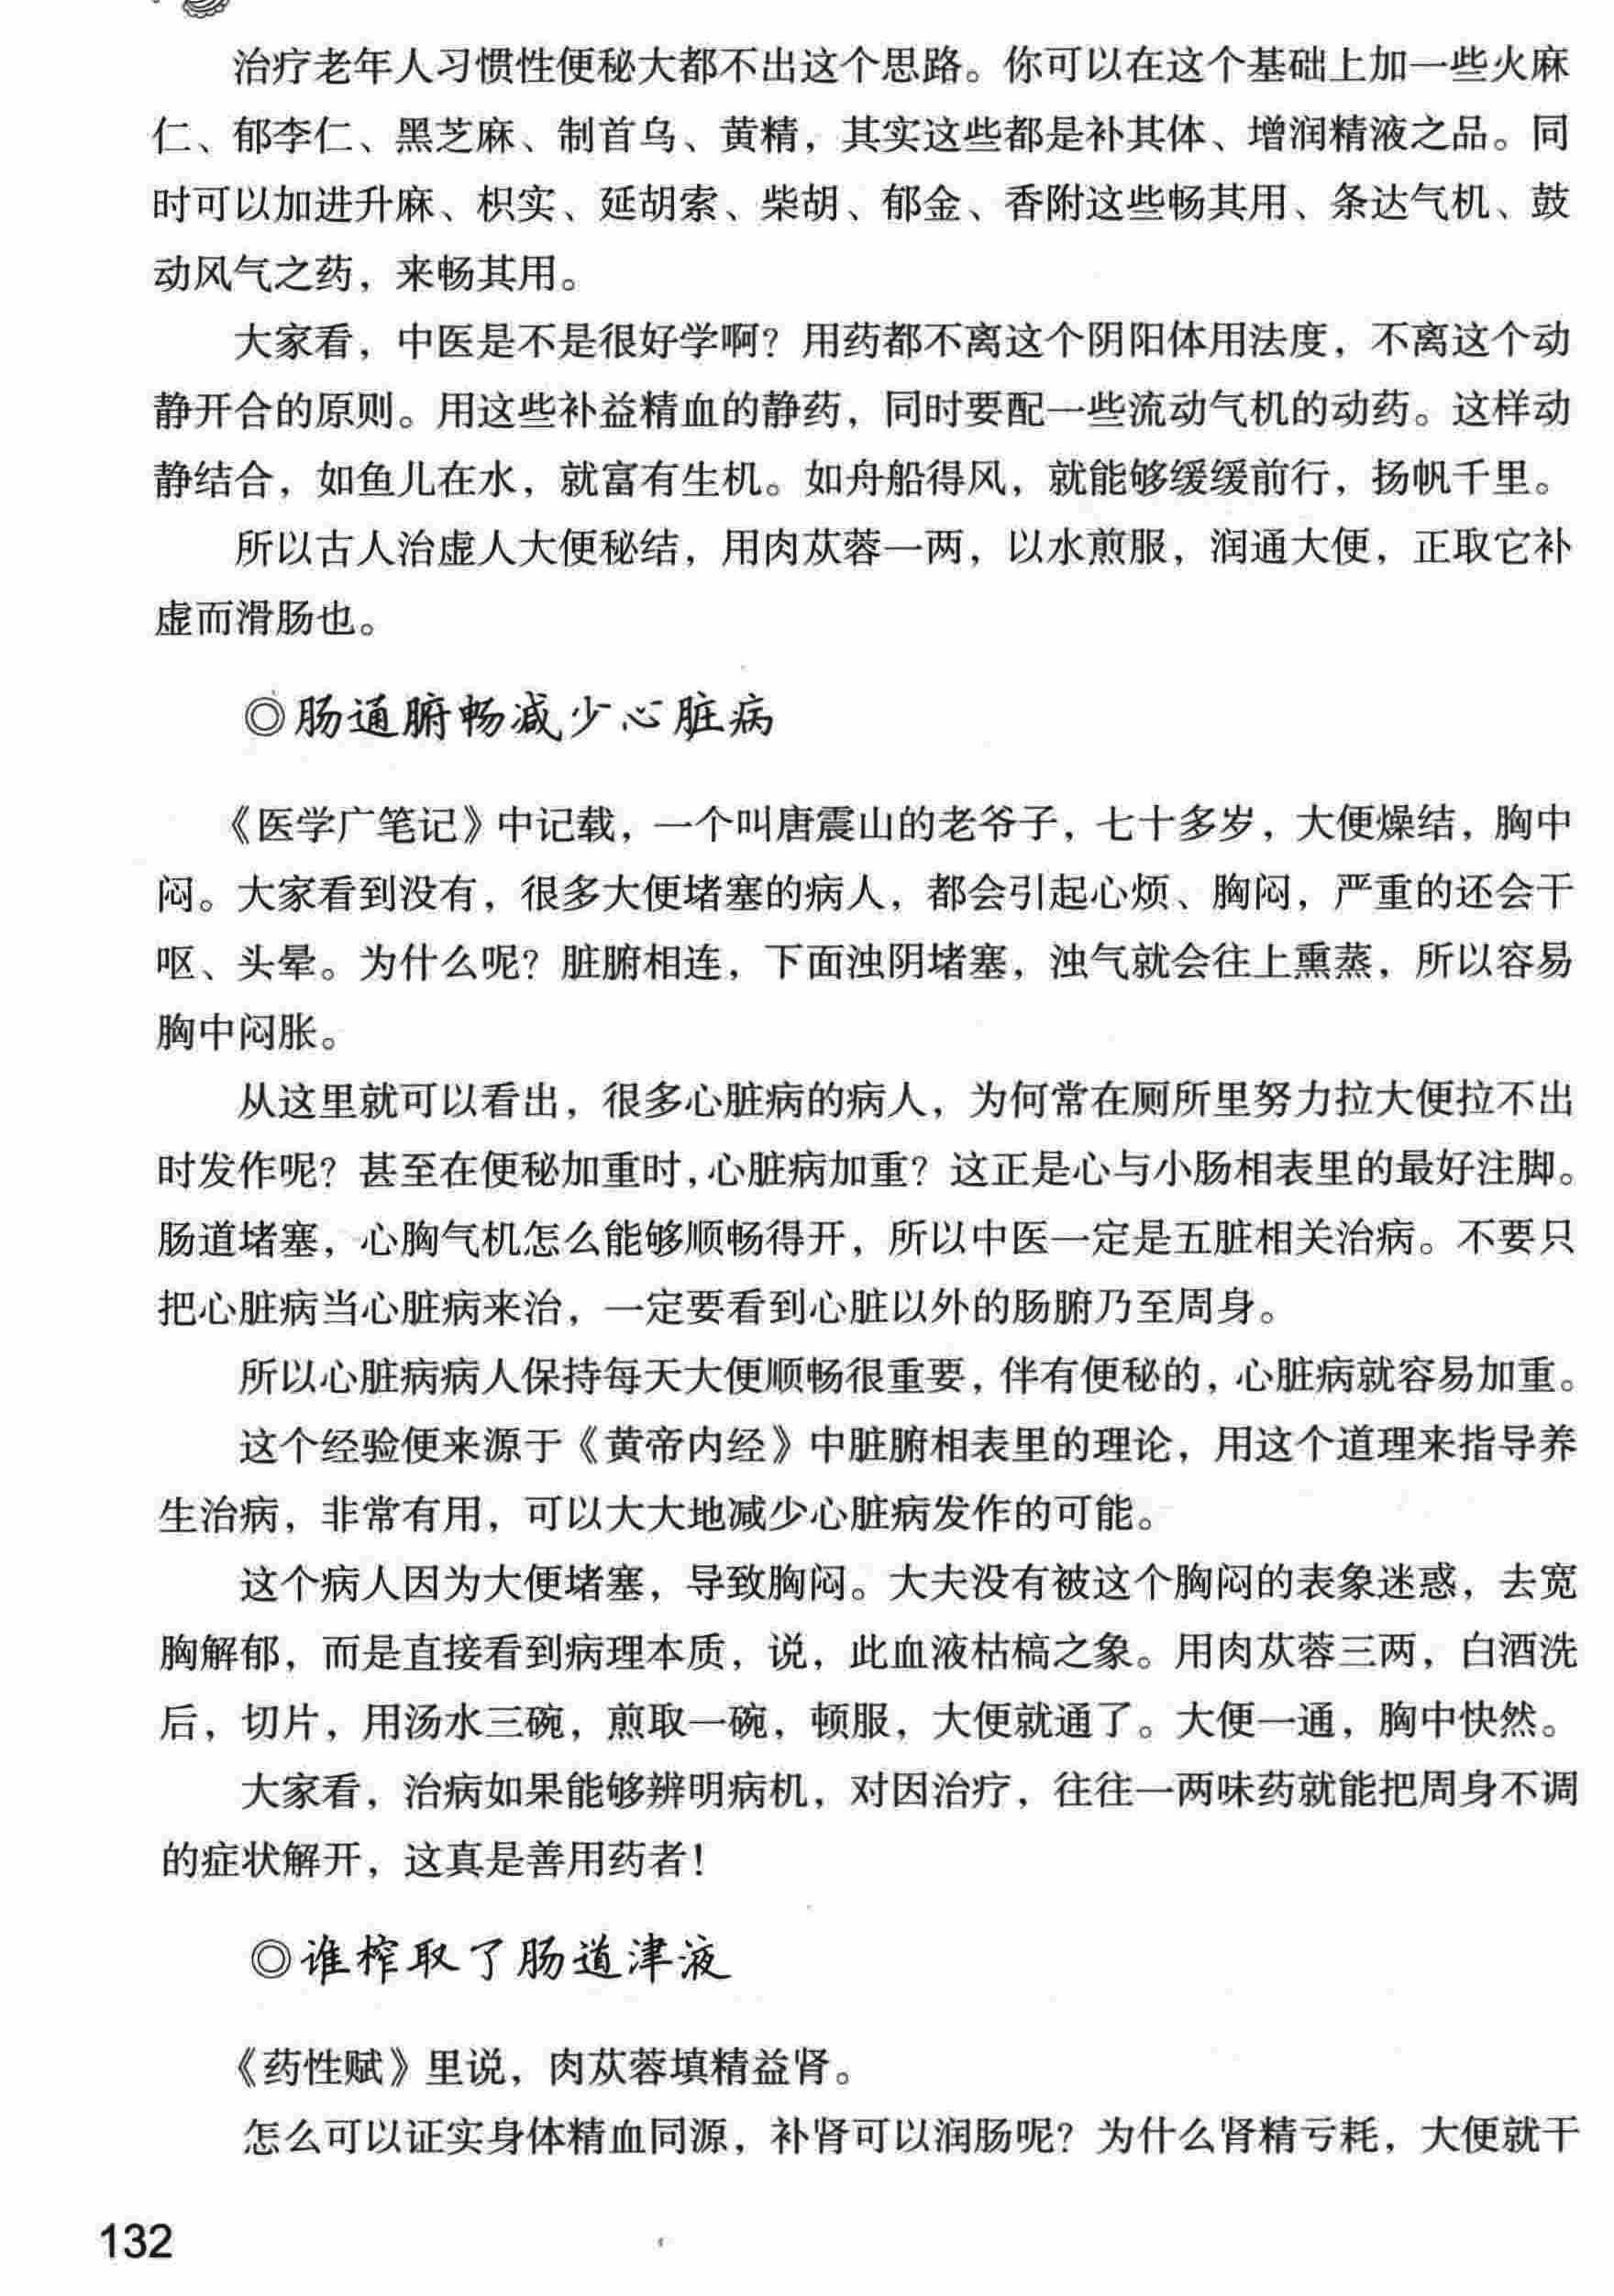 治疗老年人习惯性便秘大都不出这个思路。你可以在这个基础上加一些火麻
仁、郁李仁、黑芝麻、制首乌、黄精，其实这些都是补其体、增润精液之品。同
时可以加进升麻、枳实、延胡索、柴胡、郁金、香附这些畅其用、条达气机、鼓
动风气之药，来畅其用。
大家看，中医是不是很好学啊？用药都不离这个阴阳体用法度，不离这个动
静开合的原则。用这些补益精血的静药，同时要配一些流动气机的动药。这样动
静结合，如鱼儿在水，就富有生机。如舟船得风，就能够缓缓前行，扬帆千里。
所以古人治虚人大便秘结，用肉苁蓉一两，以水煎服，润通大便，正取它补
虚而滑肠也。
◎肠通腑畅减少心脏病
《医学广笔记》中记载，一个叫唐震山的老爷子，七十多岁，大便燥结，胸中
闷。大家看到没有，很多大便堵塞的病人，都会引起心烦、胸闷，严重的还会干
呕、头晕。为什么呢？脏腑相连，下面浊阴堵塞，浊气就会往上熏蒸，所以容易
胸中闷胀。
从这里就可以看出，很多心脏病的病人，为何常在厕所里努力拉大便拉不出
时发作呢？甚至在便秘加重时，心脏病加重？这正是心与小肠相表里的最好注脚。
肠道堵塞，心胸气机怎么能够顺畅得开，所以中医一定是五脏相关治病。不要只
把心脏病当心脏病来治，一定要看到心脏以外的肠腑乃至周身。
所以心脏病病人保持每天大便顺畅很重要，伴有便秘的，心脏病就容易加重。
这个经验便来源于《黄帝内经》中脏腑相表里的理论，用这个道理来指导养
生治病，非常有用，可以大大地减少心脏病发作的可能。
这个病人因为大便堵塞，导致胸闷。大夫没有被这个胸闷的表象迷惑，去宽
胸解郁，而是直接看到病理本质，说，此血液枯槁之象。用肉苁蓉三两，白酒洗
后，切片，用汤水三碗，煎取一碗，顿服，大便就通了。大便一通，胸中快然。
大家看，治病如果能够辨明病机，对因治疗，往往一两味药就能把周身不调
的症状解开，这真是善用药者！
◎谁榨取了肠道津液
《药性赋》里说，肉苁蓉填精益肾。
怎么可以证实身体精血同源，补肾可以润肠呢？为什么肾精亏耗，大便就干
132